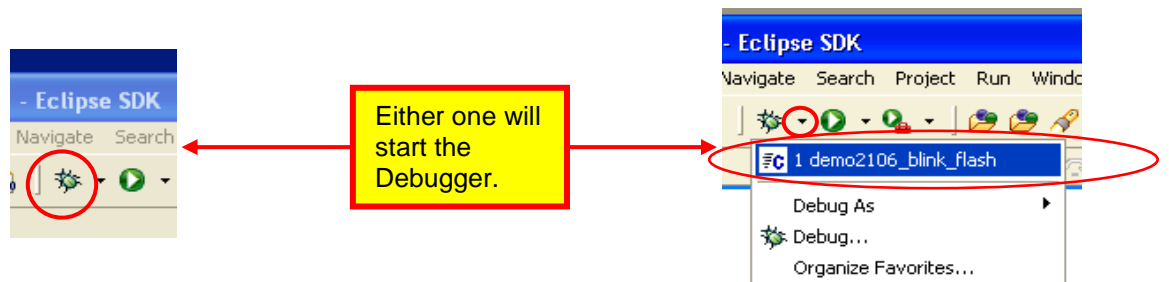 - Eclipse SDK
Navigate Search
Either one will
start the
Debugger.
- Eclipse SDK
Navigate Search Project Run Windo
1 demo2106_blink_flash
Debug As
Debug...
Organize Favorites...